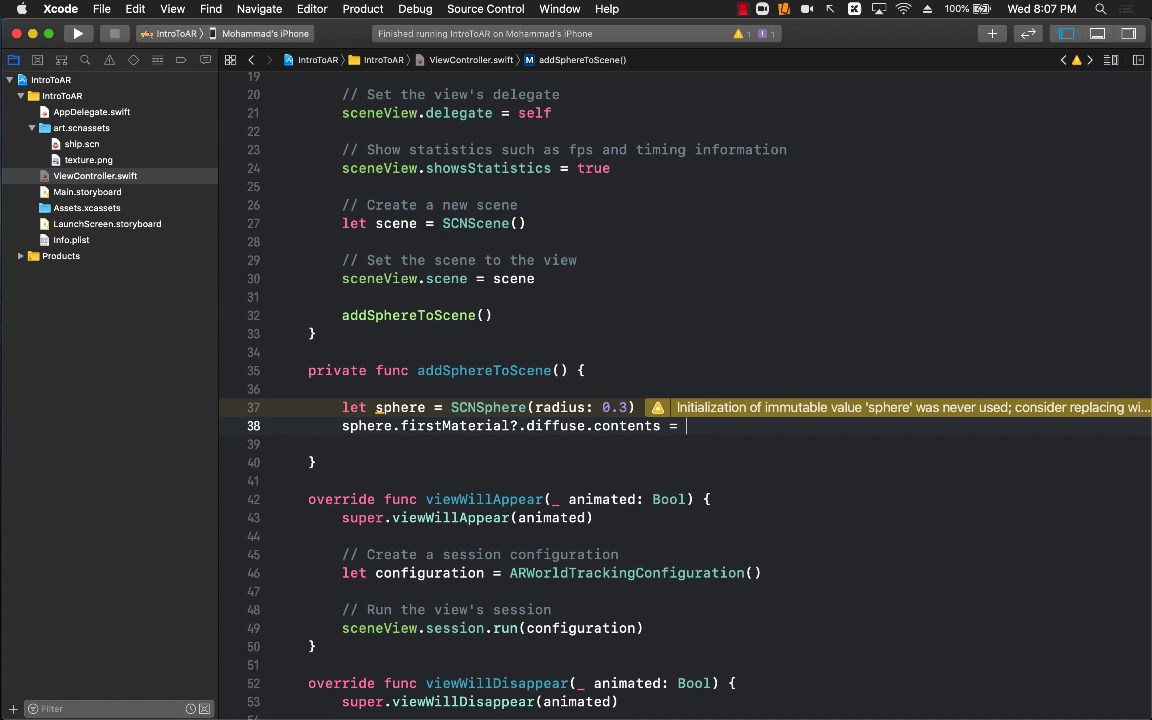 Xcode File Edit View Find Navigate Editor Product Debug Source Control Window Help 100% Wed 8:07 PM
IntroToAR Mohammad's iPhone Finished running IntroToAR on Mohammad's iPhone 1 1
IntroToAR IntroToAR ViewController.swift M addSphereToScene()
IntroToAR
IntroToAR
AppDelegate.swift
art.scnassets
ship.scn
texture.png
ViewController.swift
Main.storyboard
Assets.xcassets
LaunchScreen.storyboard
Info.plist
Products
Filter
19
20 // Set the view's delegate
21 sceneView.delegate = self
22
23 // Show statistics such as fps and timing information
24 sceneView.showsStatistics = true
25
26 // Create a new scene
27 let scene = SCNScene()
28
29 // Set the scene to the view
30 sceneView.scene = scene
31
32 addSphereToScene()
33 }
34
35 private func addSphereToScene() {
36
37 let sphere = SCNSphere(radius: 0.3) Initialization of immutable value 'sphere' was never used; consider replacing wi...
38 sphere.firstMaterial?.diffuse.contents =
39
40 }
41
42 override func viewWillAppear(_ animated: Bool) {
43 super.viewWillAppear(animated)
44
45 // Create a session configuration
46 let configuration = ARWorldTrackingConfiguration()
47
48 // Run the view's session
49 sceneView.session.run(configuration)
50 }
51
52 override func viewWillDisappear(_ animated: Bool) {
53 super.viewWillDisappear(animated)